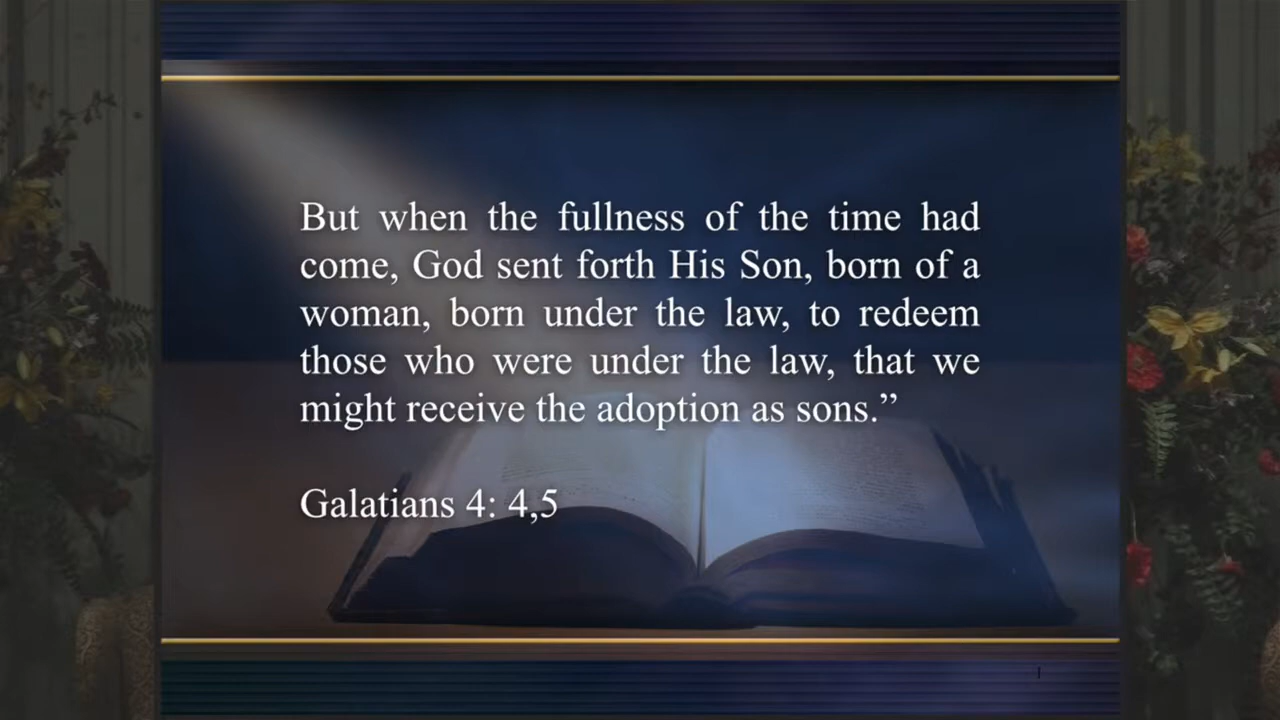 But when the fullness of the time had
come, God sent forth His Son, born of a
woman, born under the law, to redeem
those who were under the law, that we
might receive the adoption as sons.”
Galatians 4: 4,5